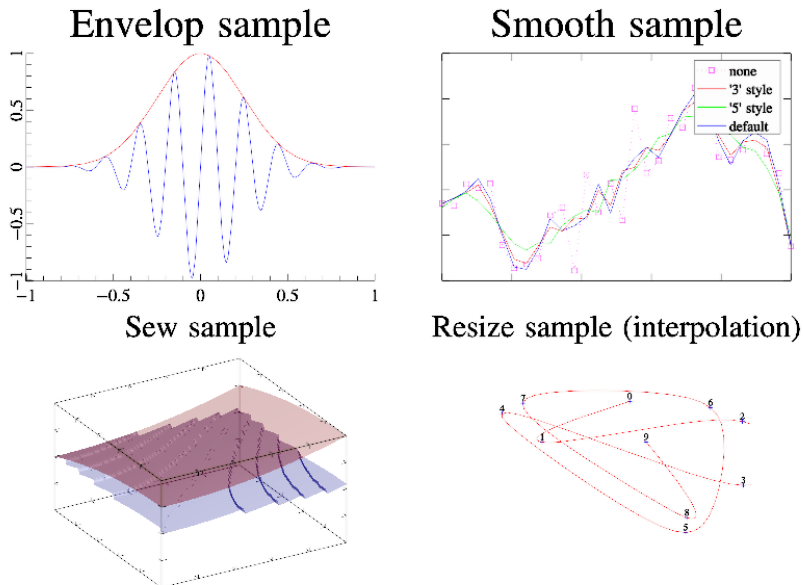 Envelop sample
Smooth sample
1
0.5
0
−0.5
−1
−1
−0.5
0
0.5
1
none
'3' style
'5' style
default
Sew sample
Resize sample (interpolation)
7
0
6
4
2
1
9
3
8
5